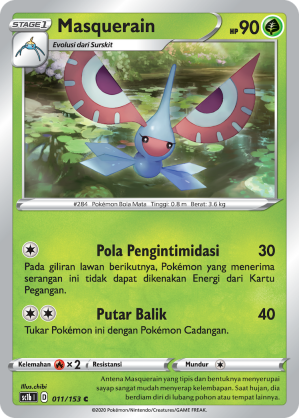 STAGE 1
Masquerain
HP 90
Evolusi dari Surskit
#284 Pokémon Bola Mata Tinggi: 0.8 m Berat: 3.6 kg
Pola Pengintimidasi 30
Pada giliran lawan berikutnya, Pokémon yang menerima
serangan ini tidak dapat dikenakan Energi dari Kartu
Pegangan.
Putar Balik 40
Tukar Pokémon ini dengan Pokémon Cadangan.
Kelemahan × 2 Resistansi Mundur
Illus.chibi
sc1b I D 011/153 C
Antena Masquerain yang tipis dan bentuknya menyerupai
sayap sangat mudah menyerap kelembapan. Saat hujan, dia
berdiam diri di lubang pohon atau tempat lainnya.
©2020 Pokémon/Nintendo/Creatures/GAME FREAK.